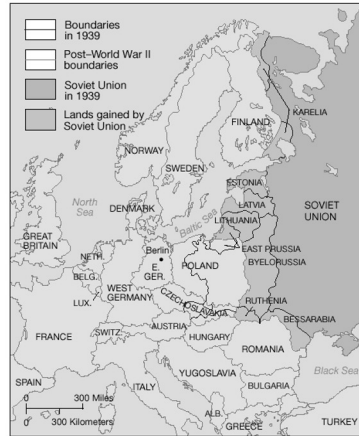 Boundaries
in 1939
Post–World War II
boundaries
Soviet Union
in 1939
Lands gained by
Soviet Union
KARELIA
FINLAND
NORWAY
SWEDEN
ESTONIA
North
Sea
LATVIA
SOVIET
UNION
DENMARK
Baltic Sea
LITHUANIA
GREAT
BRITAIN
EAST PRUSSIA
Berlin
NETH.
E.
GER.
POLAND
BYELORUSSIA
BELG.
WEST
GERMANY
LUX.
CZECHOSLAVAKIA
RUTHENIA
BESSARABIA
FRANCE
AUSTRIA
SWITZ.
HUNGARY
ROMANIA
YUGOSLAVIA
Black Sea
SPAIN
ITALY
BULGARIA
0 300 Miles
0 300 Kilometers
ALB.
GREECE
TURKEY